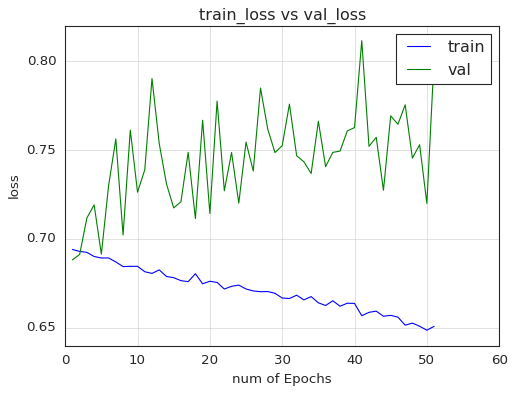 train_loss vs val_loss
train
val
0.80
0.75
0.70
0.65
loss
0 10 20 30 40 50 60
num of Epochs